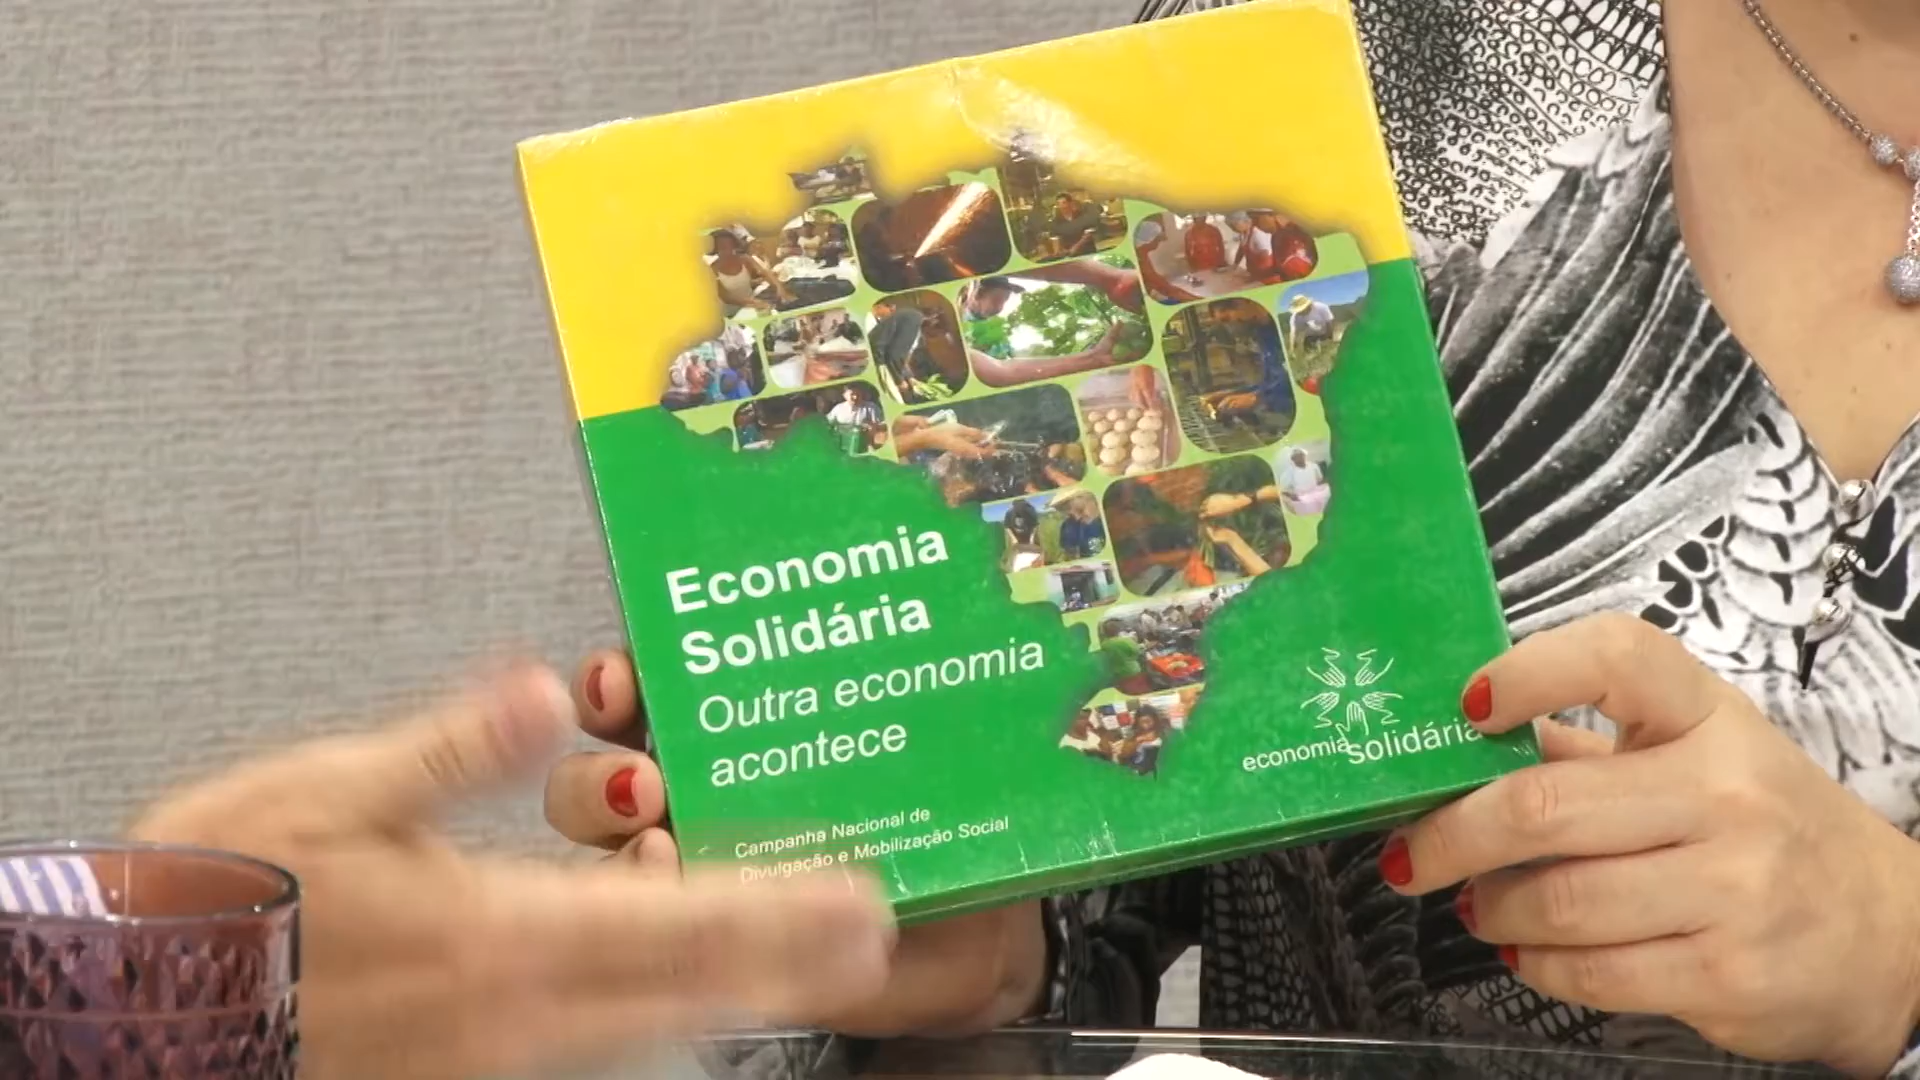 Economia
Solidária
Outra economia
acontece
Campanha Nacional de
Divulgação e Mobilização Social
economia solidária